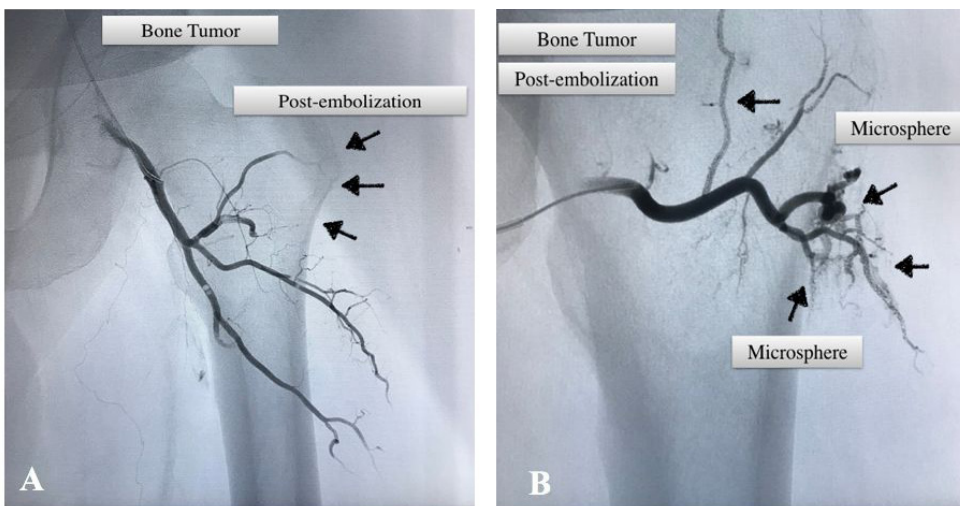 Bone Tumor
Post-embolization
A
Bone Tumor
Post-embolization
Microsphere
Microsphere
B